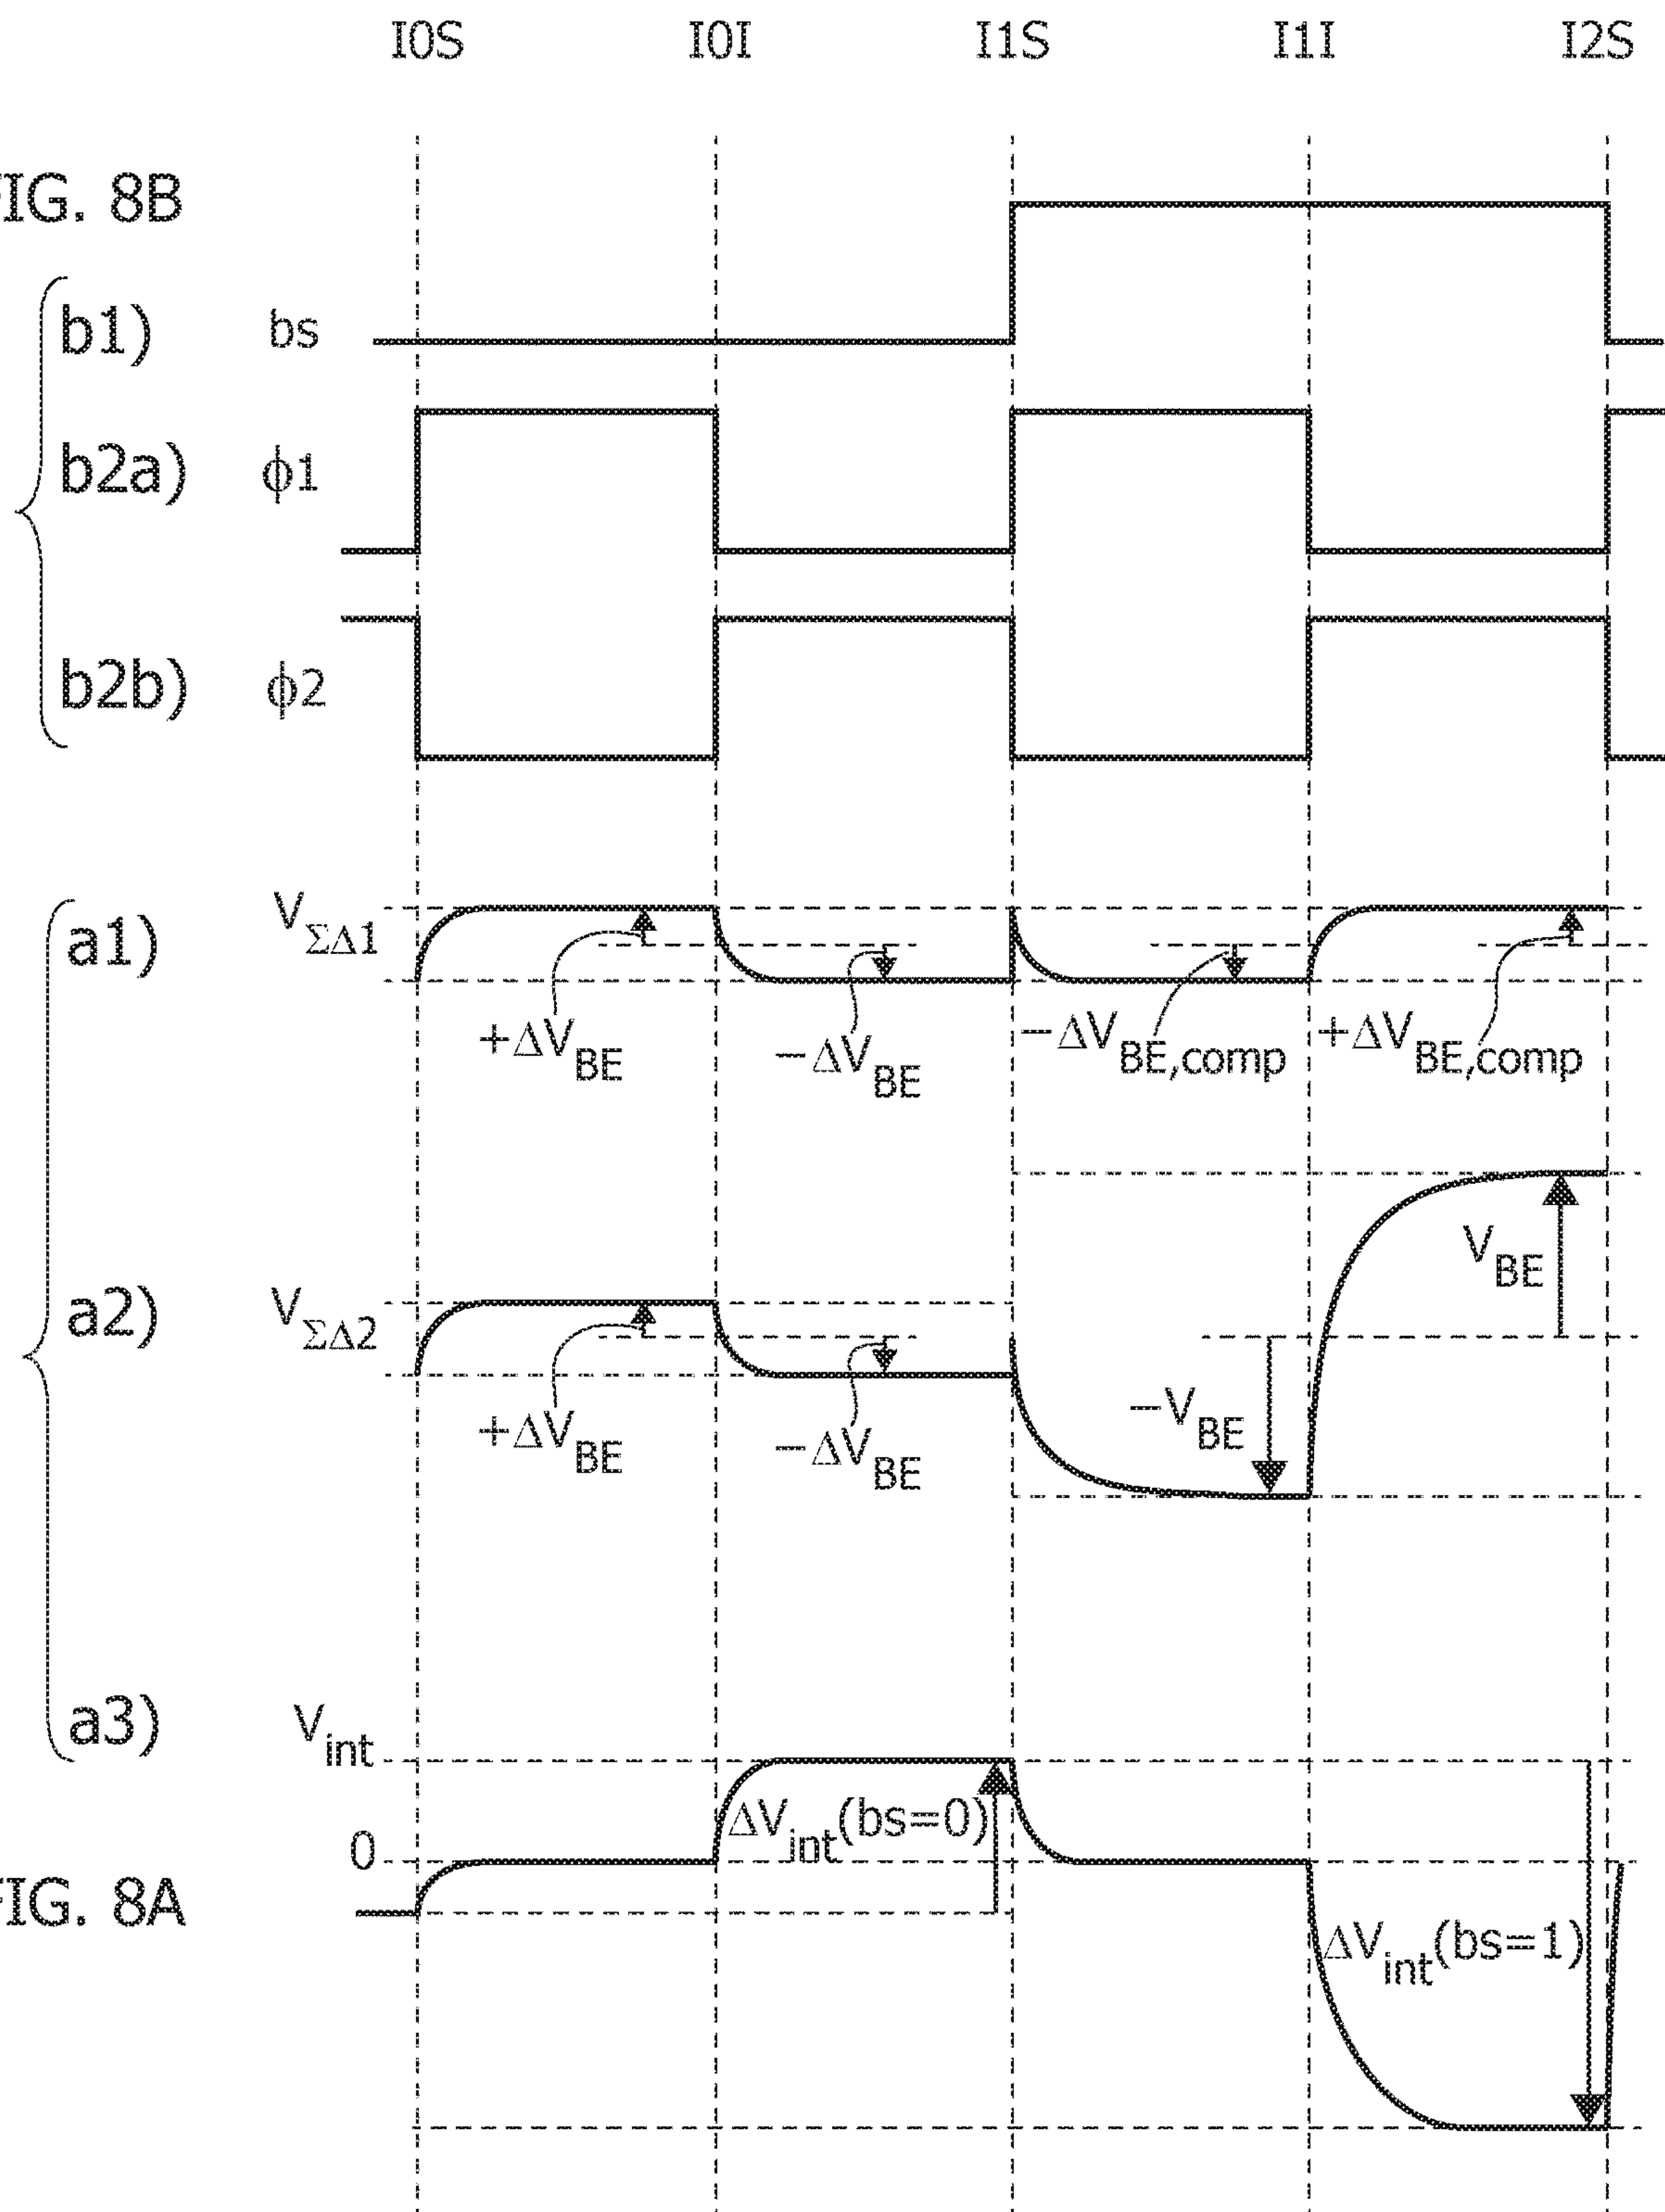 I0S I0I I1S I1I I2S
FIG. 8B
b1) bs
b2a) ϕ1
b2b) ϕ2
a1) VΣΔ1
+ΔVBE −ΔVBE −ΔVBE,comp +ΔVBE,comp
VBE
a2) VΣΔ2
−VBE
+ΔVBE −ΔVBE
a3) Vint
ΔVint(bs=0)
0
FIG. 8A
ΔVint(bs=1)